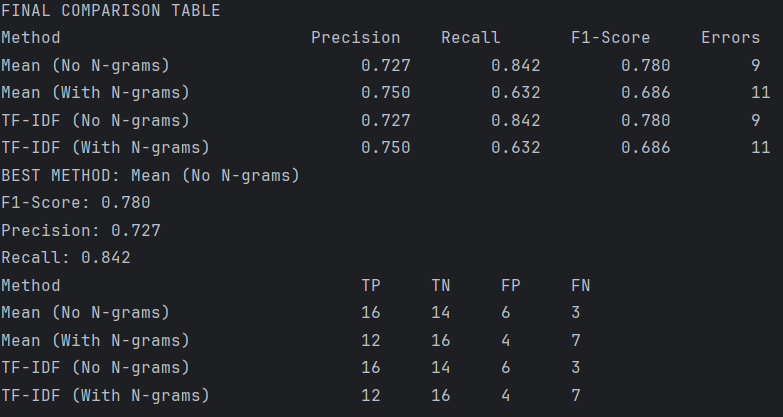 FINAL COMPARISON TABLE
Method Precision Recall F1-Score Errors
Mean (No N-grams) 0.727 0.842 0.780 9
Mean (With N-grams) 0.750 0.632 0.686 11
TF-IDF (No N-grams) 0.727 0.842 0.780 9
TF-IDF (With N-grams) 0.750 0.632 0.686 11
BEST METHOD: Mean (No N-grams)
F1-Score: 0.780
Precision: 0.727
Recall: 0.842
Method TP TN FP FN
Mean (No N-grams) 16 14 6 3
Mean (With N-grams) 12 16 4 7
TF-IDF (No N-grams) 16 14 6 3
TF-IDF (With N-grams) 12 16 4 7